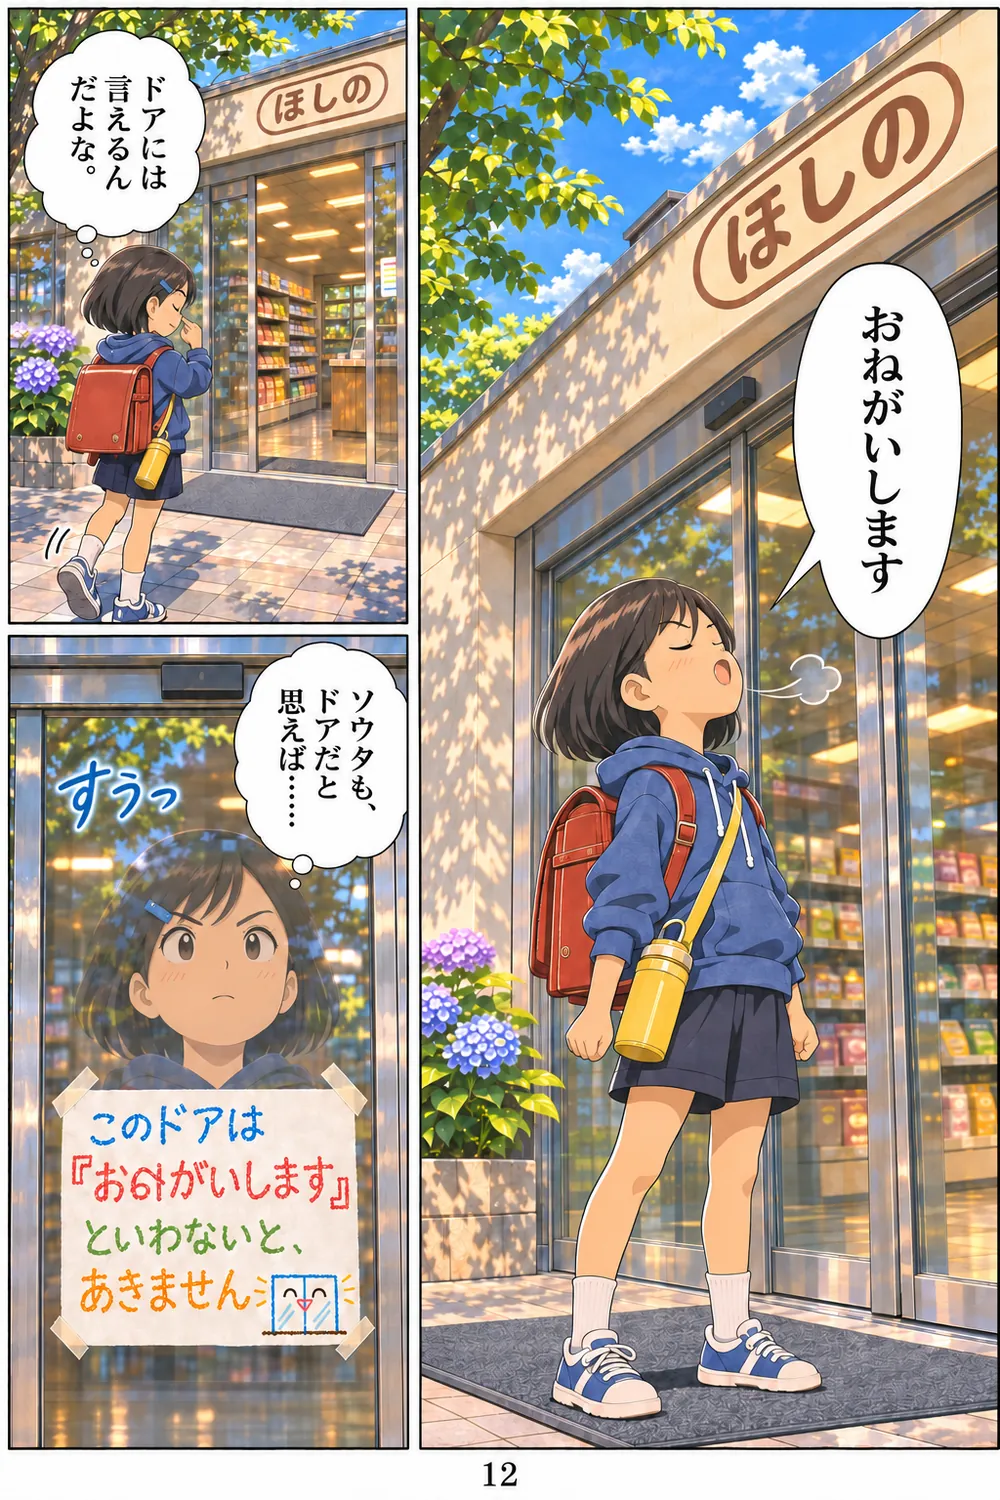 ほしの
おねがいします
ドアには
言えるん
だよな。
ほしの
ソウタも、
ドアだと
思えば……
すうっ
このドアは
『おねがいします』
といわないと、
あきません
12